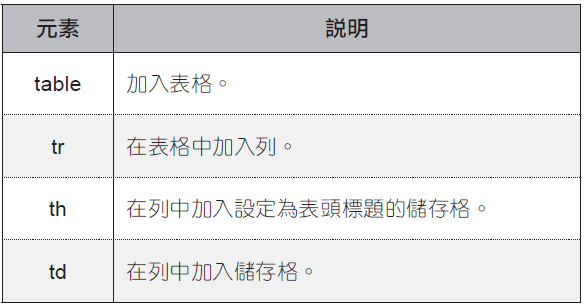 元素 說明
table 加入表格。
tr 在表格中加入列。
th 在列中加入設定為表頭標題的儲存格。
td 在列中加入儲存格。